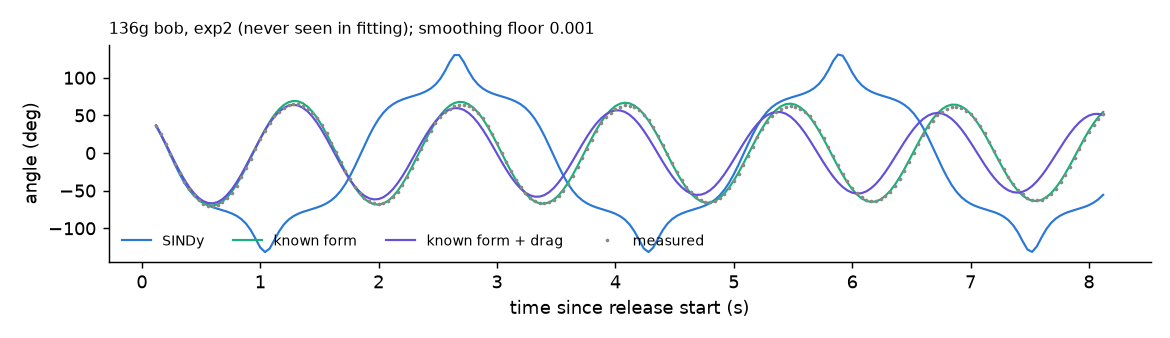 136g bob, exp2 (never seen in fitting); smoothing floor 0.001
angle (deg)
100
50
0
−50
−100
SINDy
known form
known form + drag
measured
0 1 2 3 4 5 6 7 8
time since release start (s)